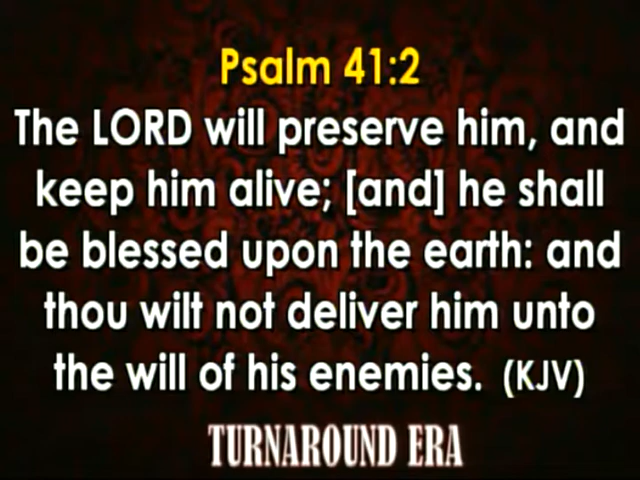 Psalm 41:2
The LORD will preserve him, and
keep him alive; [and] he shall
be blessed upon the earth: and
thou wilt not deliver him unto
the will of his enemies. (KJV)
TURNAROUND ERA